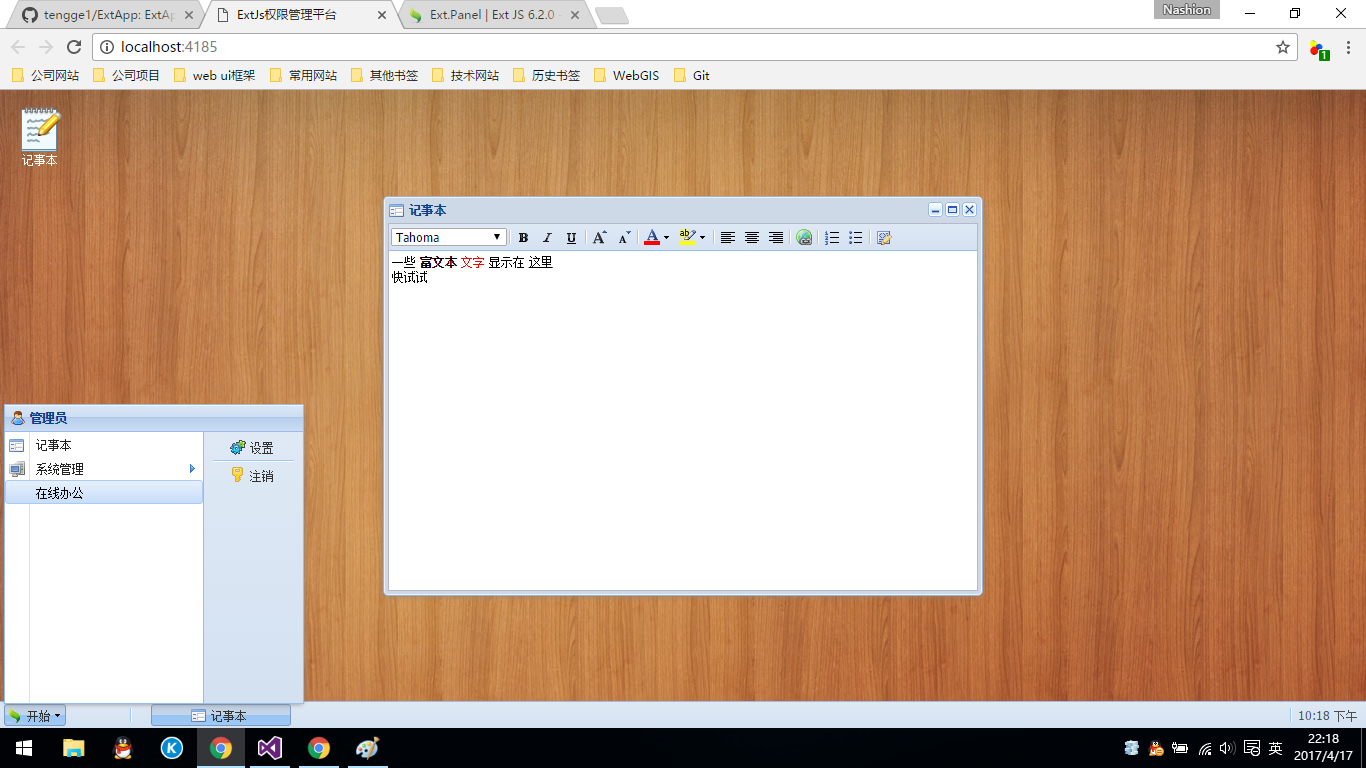 tengge1/ExtApp: ExtAp
ExtJs权限管理平台
Ext.Panel | Ext JS 6.2.0 -
Nashion
localhost:4185
1
公司网站
公司项目
web ui框架
常用网站
其他书签
技术网站
历史书签
WebGIS
Git
记事本
记事本
Tahoma
B
I
U
A
A
A
ab
一些 富文本 文字 显示在 这里
快试试
管理员
记事本
设置
系统管理
注销
在线办公
开始
记事本
10:18 下午
英
22:18
2017/4/17